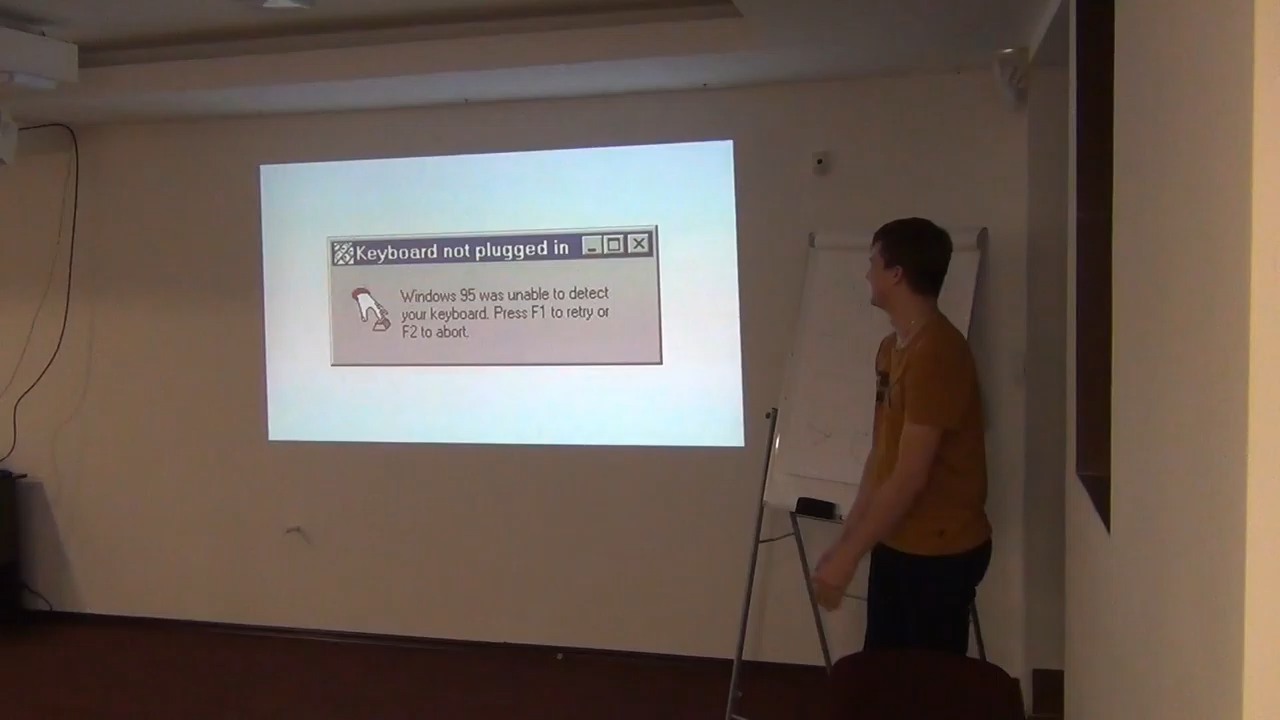 Keyboard not plugged in
Windows 95 was unable to detect
your keyboard. Press F1 to retry or
F2 to abort.